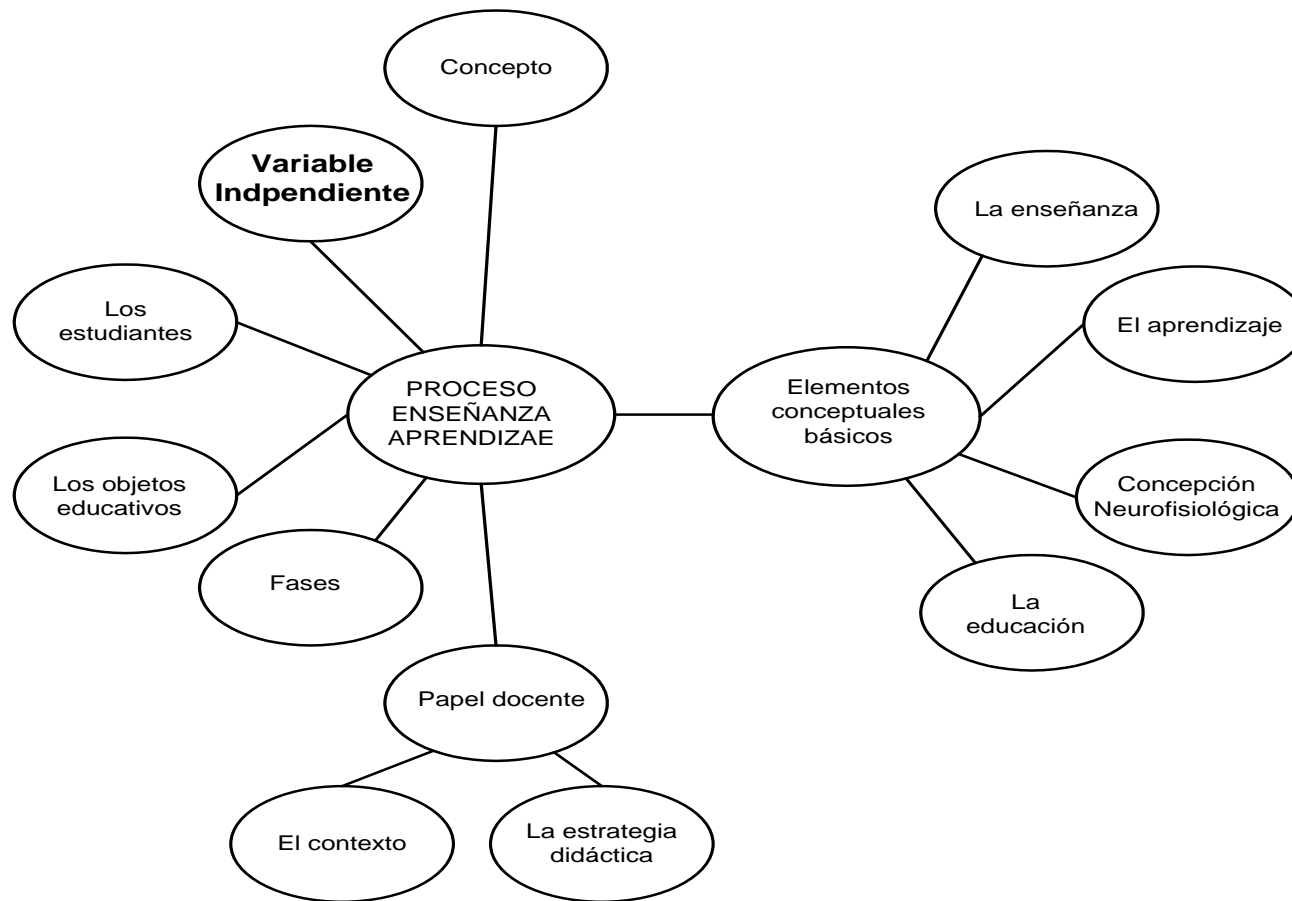 Concepto
Variable
Indpendiente
La enseñanza
Los
estudiantes
El aprendizaje
PROCESO
ENSEÑANZA
APRENDIZAE
Elementos
conceptuales
básicos
Los objetos
educativos
Concepción
Neurofisiológica
Fases
La
educación
Papel docente
El contexto
La estrategia
didáctica